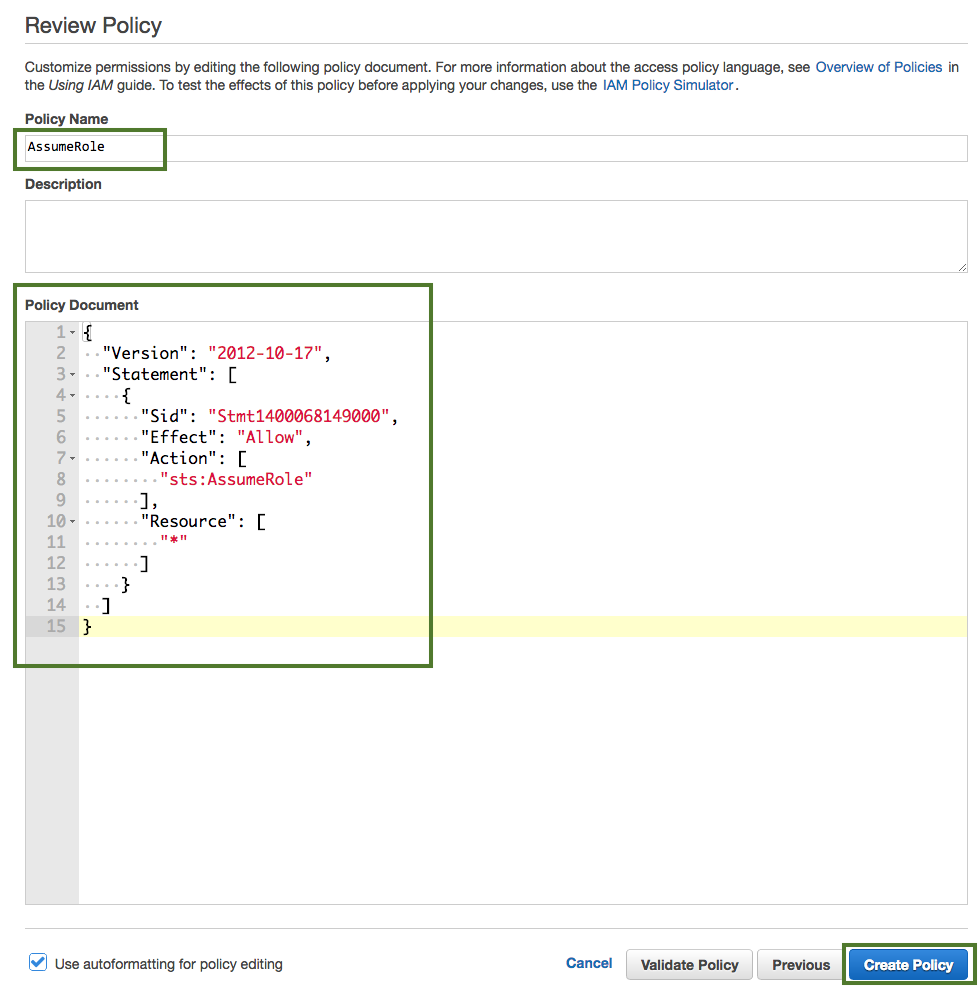 Review Policy
Customize permissions by editing the following policy document. For more information about the access policy language, see Overview of Policies in
the Using IAM guide. To test the effects of this policy before applying your changes, use the IAM Policy Simulator.
Policy Name
AssumeRole
Description
Policy Document
1 {
2 "Version": "2012-10-17",
3 "Statement": [
4 {
5 "Sid": "Stmt1400068149000",
6 "Effect": "Allow",
7 "Action": [
8 "sts:AssumeRole"
9 ],
10 "Resource": [
11 "*"
12 ]
13 }
14 ]
15 }
Use autoformatting for policy editing Cancel Validate Policy Previous Create Policy